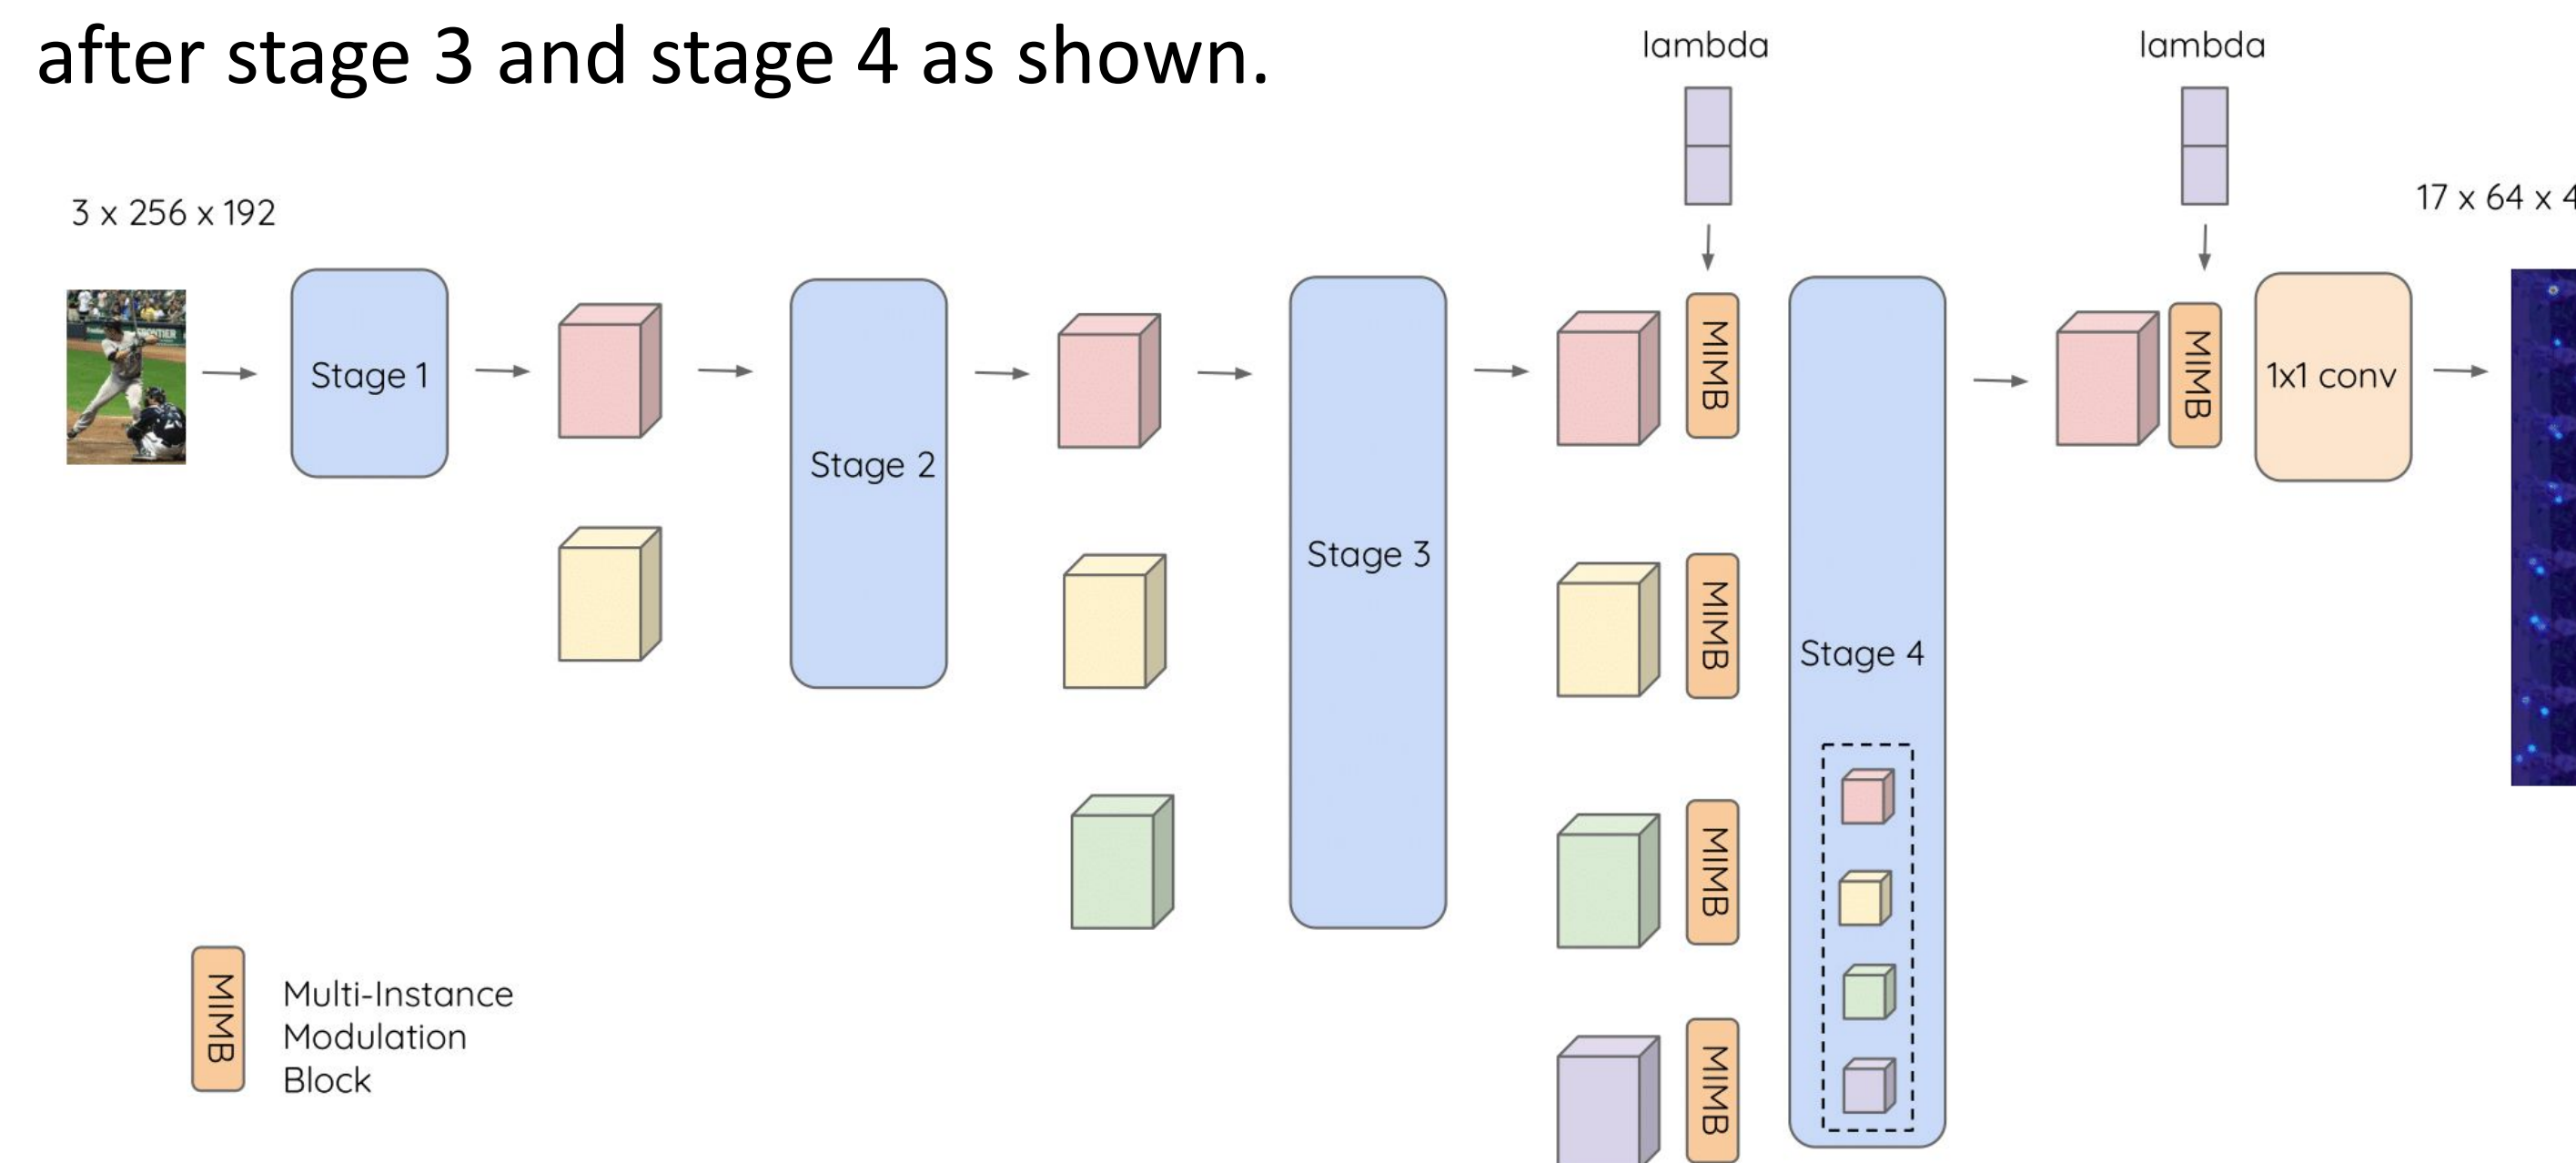 after stage 3 and stage 4 as shown.
lambda
lambda
3 x 256 x 192
17 x 64 x 4
Stage 1
Stage 2
Stage 3
MIMB
MIMB
MIMB
MIMB
Stage 4
MIMB
1x1 conv
MIMB
Multi-Instance
Modulation
Block